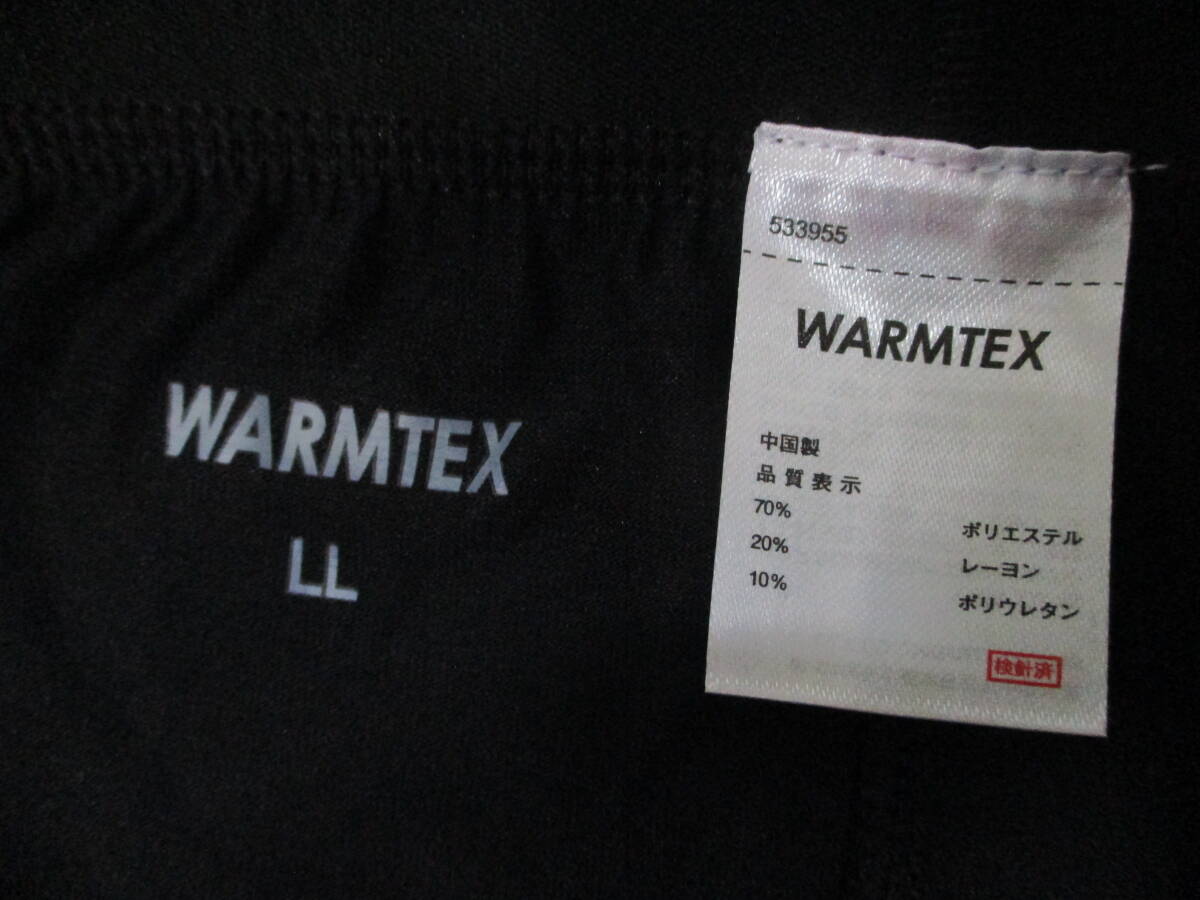 WARMTEX
LL
533955
WARMTEX
中国製
品質表示
70% ポリエステル
20% レーヨン
10% ポリウレタン
検針済